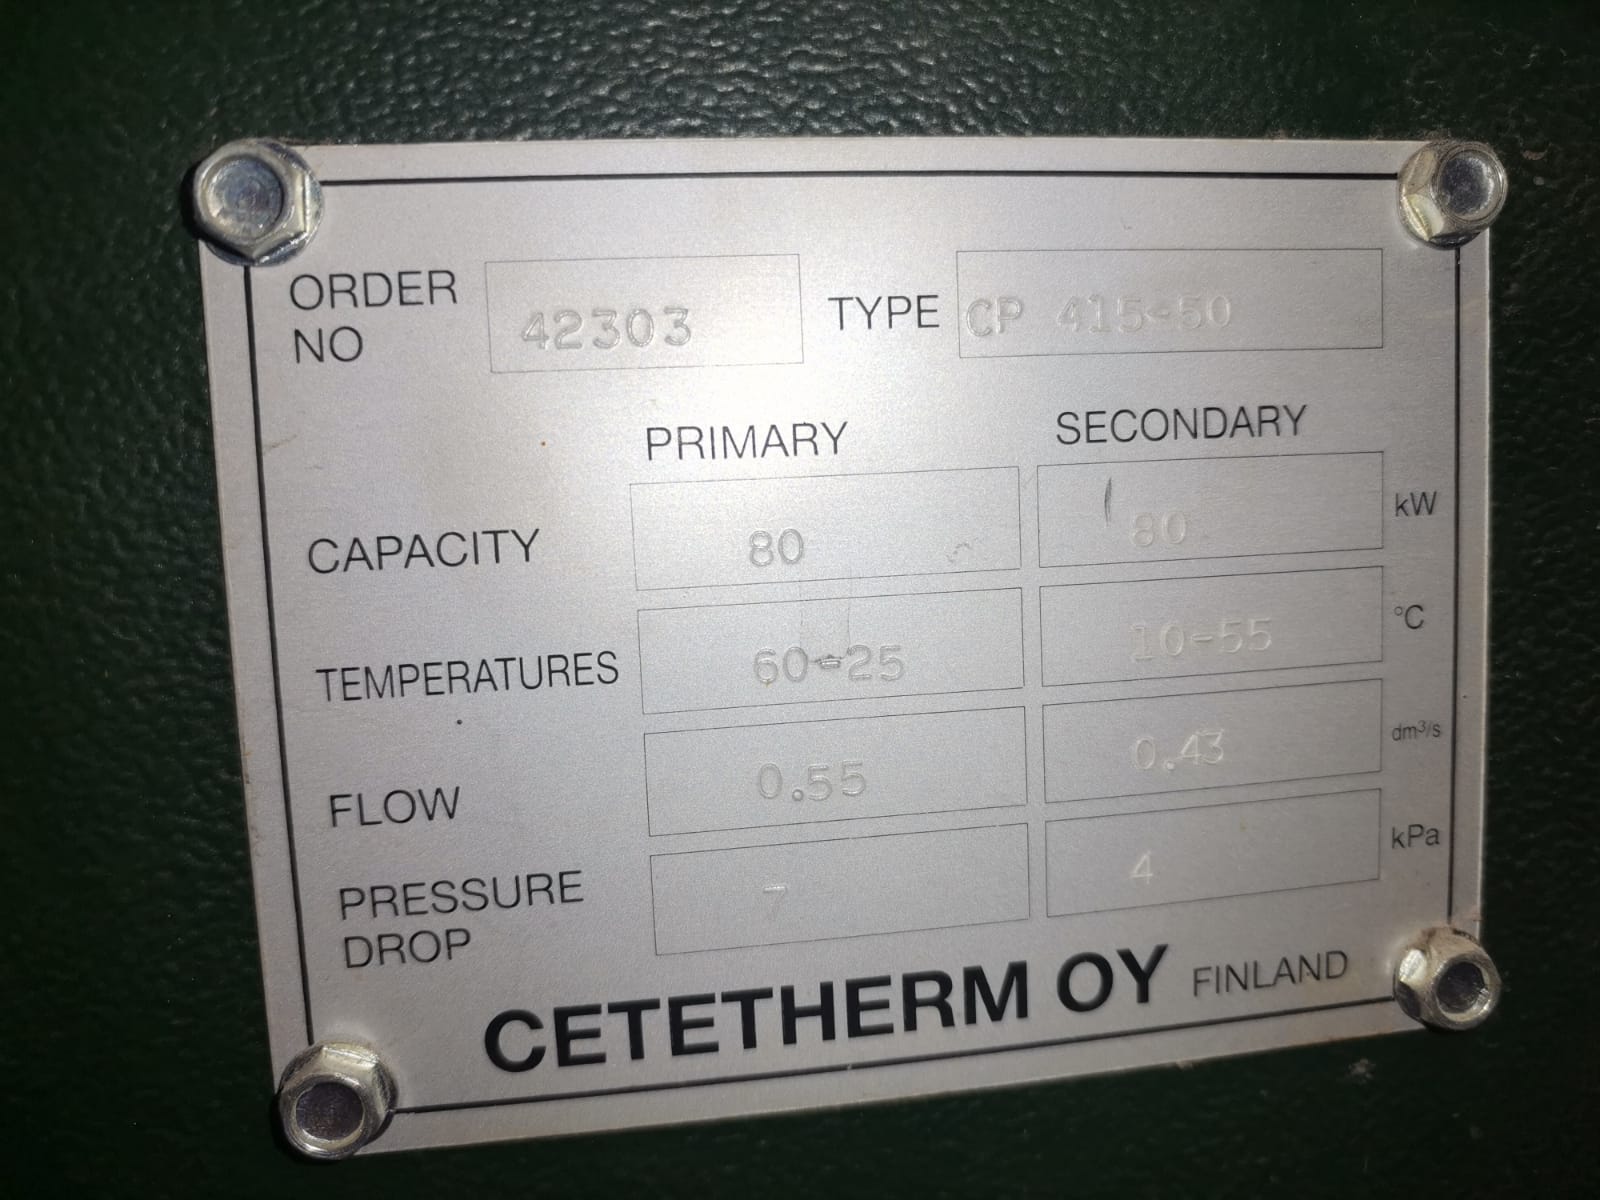 ORDER NO 42303 TYPE CP 415-50
PRIMARY SECONDARY
CAPACITY 80 80 kW
TEMPERATURES 60-25 10-55 °C
FLOW 0.55 0.43 dm³/s
PRESSURE DROP 7 4 kPa
CETETHERM OY FINLAND